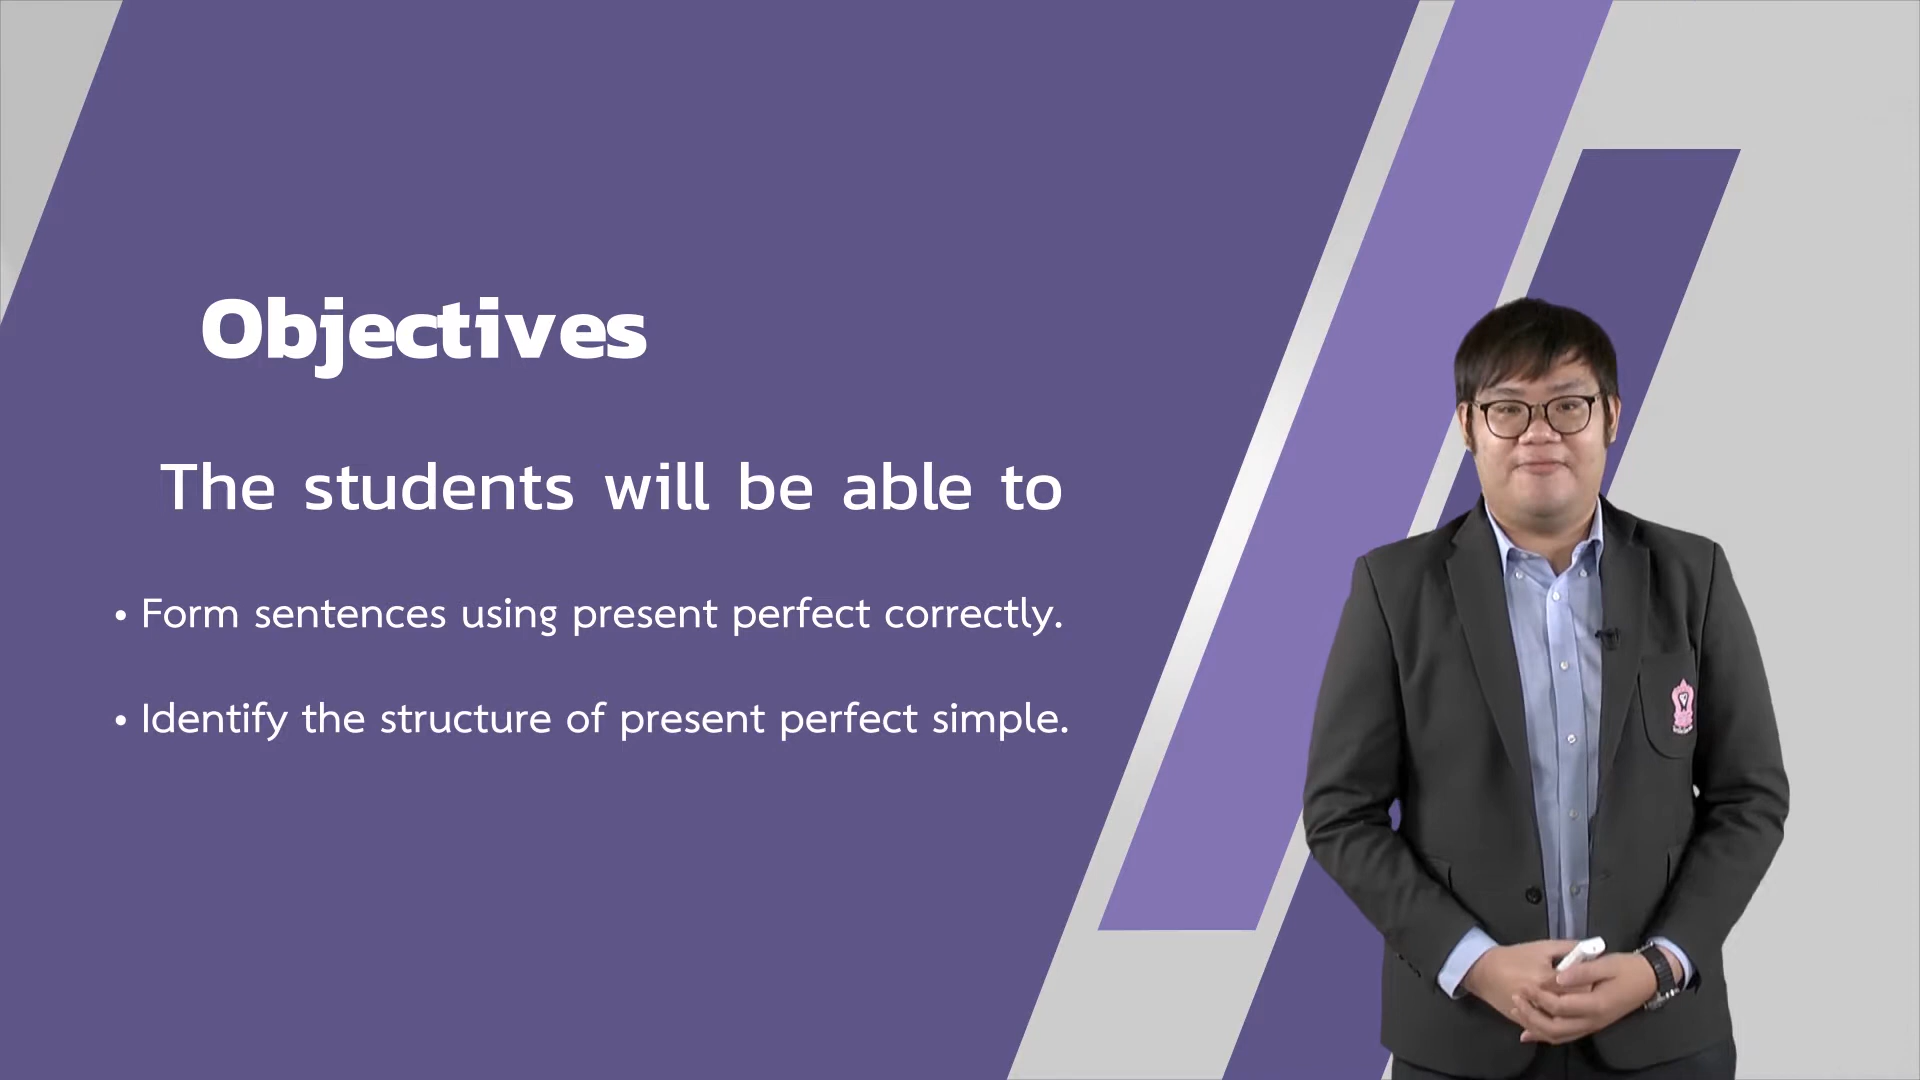 Objectives
The students will be able to
• Form sentences using present perfect correctly.
• Identify the structure of present perfect simple.